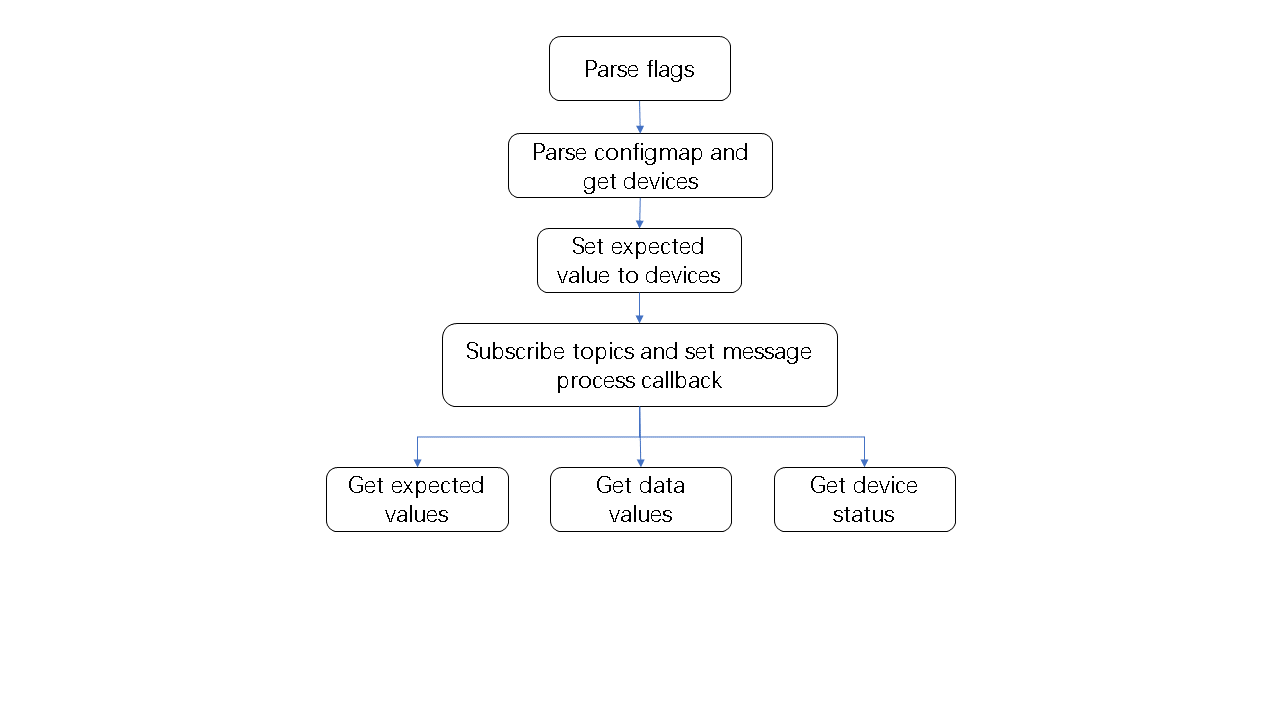 Parse flags
Parse configmap and
get devices
Set expected
value to devices
Subscribe topics and set message
process callback
Get expected
values
Get data
values
Get device
status